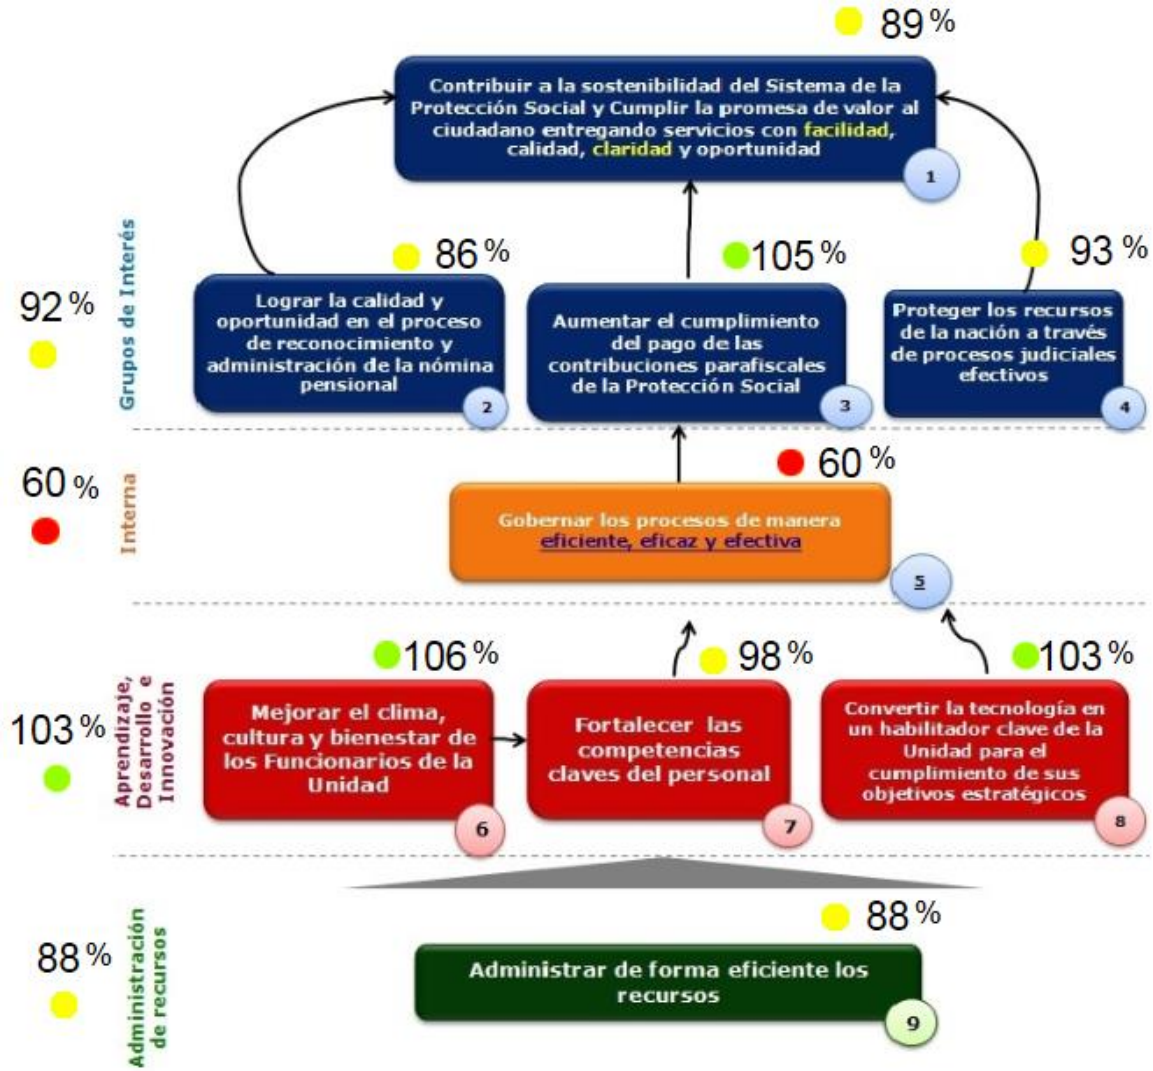 89%
Contribuir a la sostenibilidad del Sistema de la
Protección Social y Cumplir la promesa de valor al
ciudadano entregando servicios con facilidad,
calidad, claridad y oportunidad
1
Grupos de Interés
92%
86%
Lograr la calidad y
oportunidad en el proceso
de reconocimiento y
administración de la nómina
pensional
2
105%
Aumentar el cumplimiento
del pago de las
contribuciones parafiscales
de la Protección Social
3
93%
Proteger los recursos
de la nación a través
de procesos judiciales
efectivos
4
Interna
60%
60%
Gobernar los procesos de manera
eficiente, eficaz y efectiva
5
Aprendizaje,
Desarrollo e
Innovación
103%
106%
Mejorar el clima,
cultura y bienestar de
los Funcionarios de la
Unidad
6
98%
Fortalecer las
competencias
claves del personal
7
103%
Convertir la tecnología en
un habilitador clave de la
Unidad para el
cumplimiento de sus
objetivos estratégicos
8
Administración
de recursos
88%
88%
Administrar de forma eficiente los
recursos
9